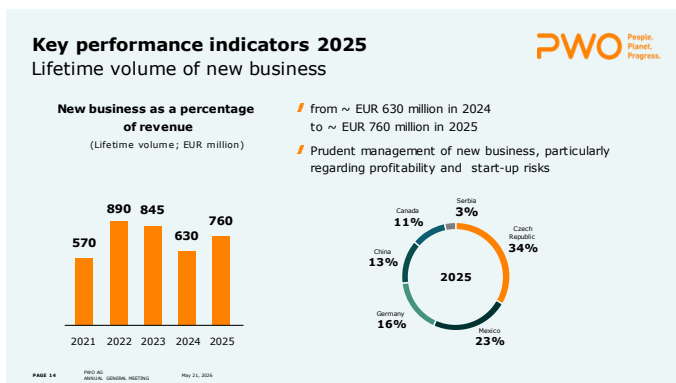 Key performance indicators 2025
Lifetime volume of new business
PWO
People.
Planet.
Progress.
New business as a percentage
of revenue
(Lifetime volume; EUR million)
570
890
845
630
760
2021
2022
2023
2024
2025
from ~ EUR 630 million in 2024
to ~ EUR 760 million in 2025
Prudent management of new business, particularly
regarding profitability and start-up risks
Serbia
3%
Czech
Republic
34%
Mexico
23%
Germany
16%
China
13%
Canada
11%
2025
PAGE 14
PWO AG
ANNUAL GENERAL MEETING
May 21, 2026